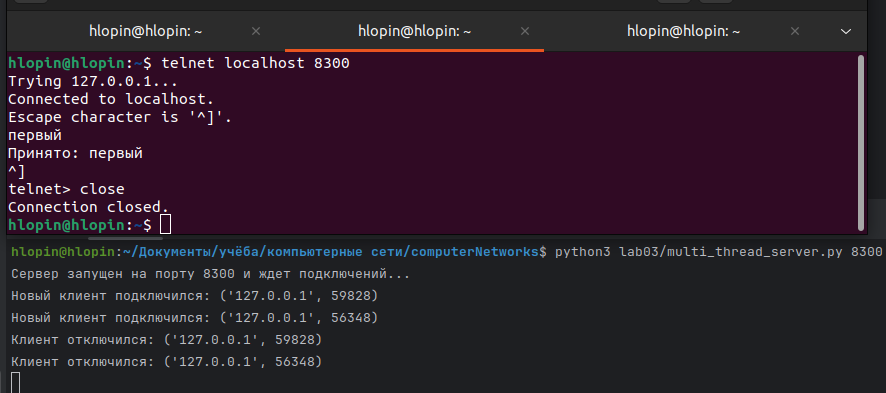 hlopin@hlopin: ~ × hlopin@hlopin: ~ × hlopin@hlopin: ~ ×
hlopin@hlopin:~$ telnet localhost 8300
Trying 127.0.0.1...
Connected to localhost.
Escape character is '^]'.
первый
Принято: первый
^]
telnet> close
Connection closed.
hlopin@hlopin:~$
hlopin@hlopin:~/Документы/учёба/компьютерные сети/computerNetworks$ python3 lab03/multi_thread_server.py 8300
Сервер запущен на порту 8300 и ждет подключений...
Новый клиент подключился: ('127.0.0.1', 59828)
Новый клиент подключился: ('127.0.0.1', 56348)
Клиент отключился: ('127.0.0.1', 59828)
Клиент отключился: ('127.0.0.1', 56348)